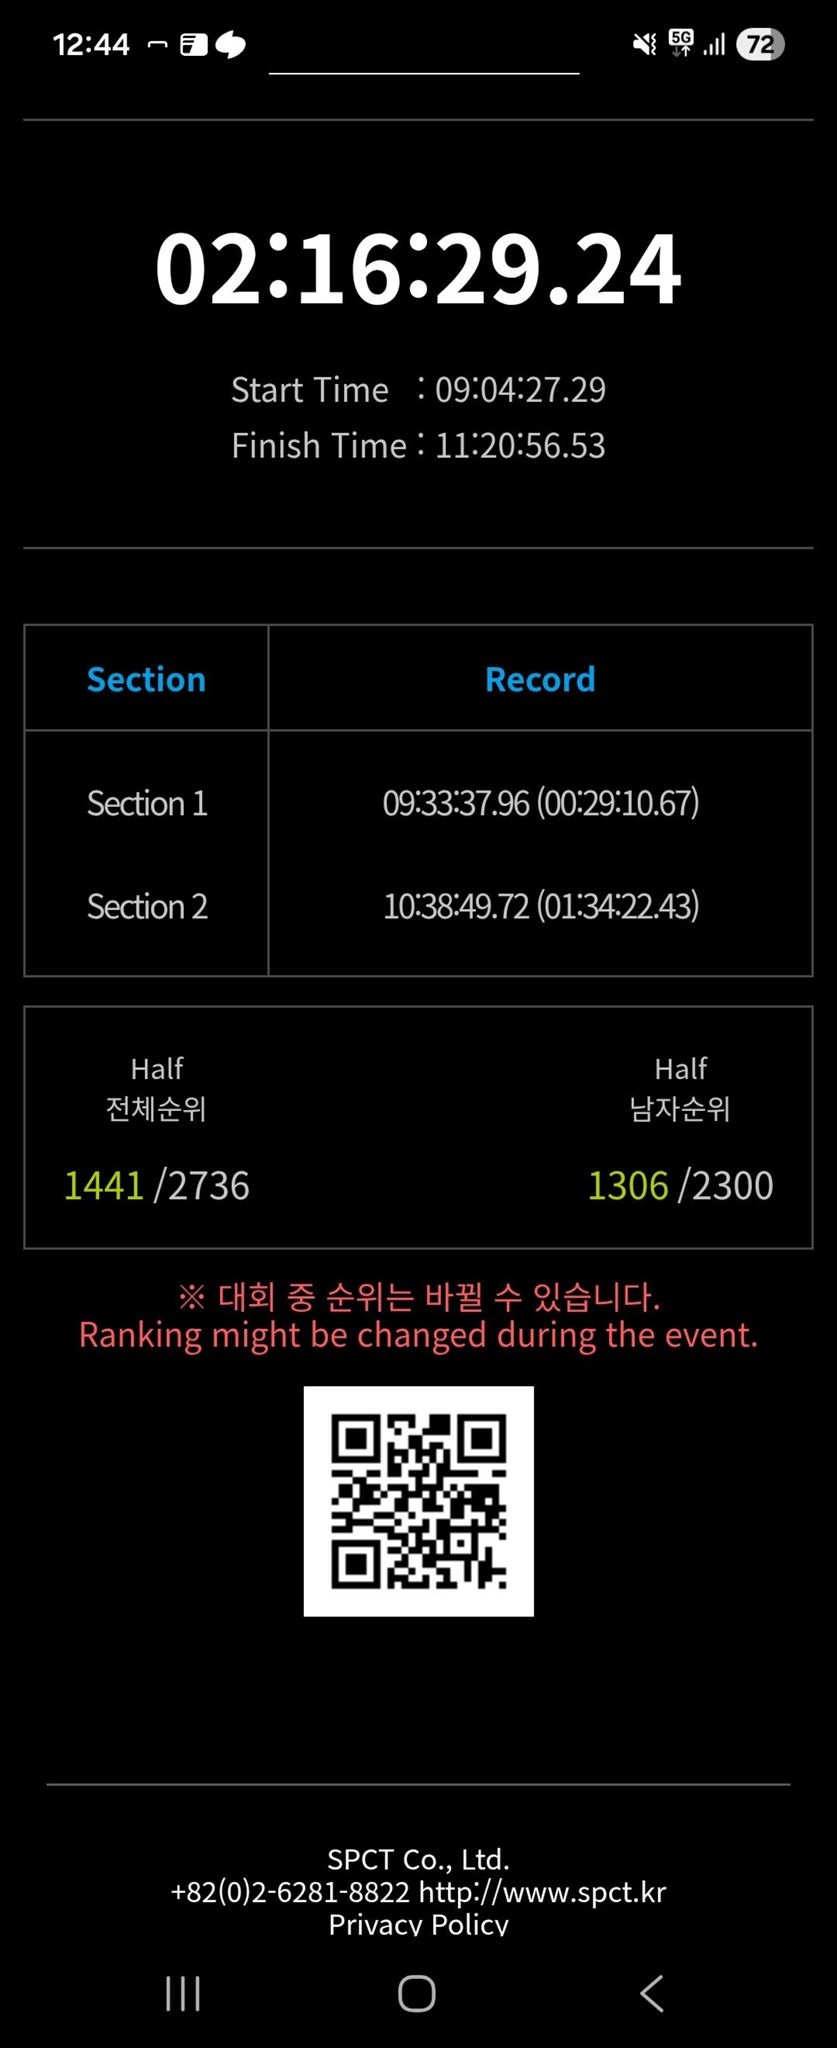 12:44
5G
72
02:16:29.24
Start Time : 09:04:27.29
Finish Time : 11:20:56.53
Section Record
Section 1 09:33:37.96 (00:29:10.67)
Section 2 10:38:49.72 (01:34:22.43)
Half Half
전체순위 남자순위
1441 /2736 1306 /2300
※ 대회 중 순위는 바뀔 수 있습니다.
Ranking might be changed during the event.
SPCT Co., Ltd.
+82(0)2-6281-8822 http://www.spct.kr
Privacy Policy